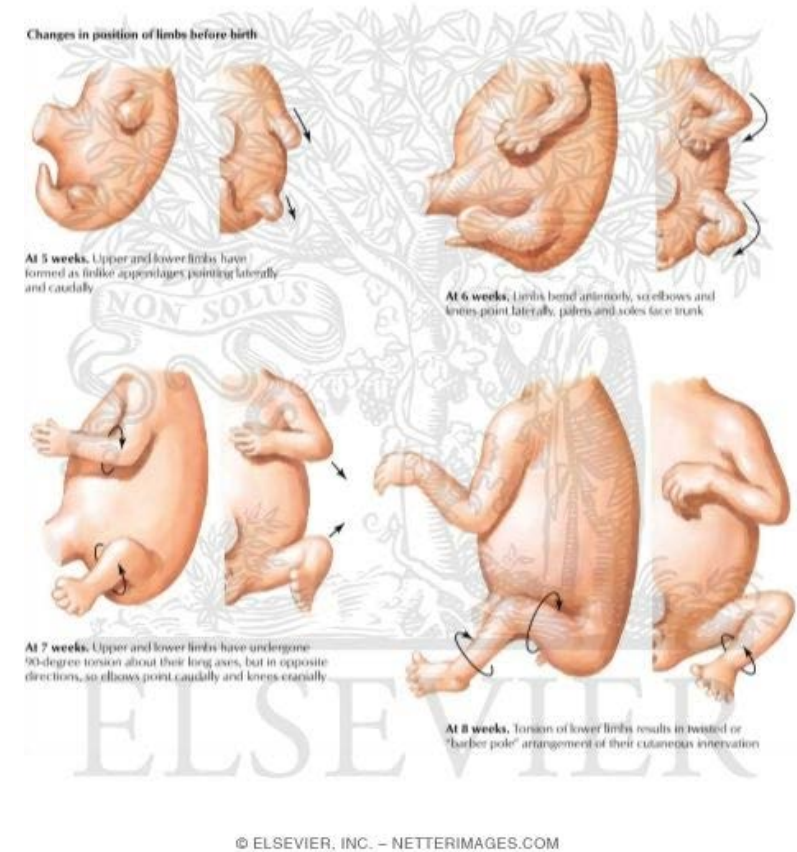 Changes in position of limbs before birth
At 5 weeks. Upper and lower limbs have
formed as finlike appendages pointing laterally
and caudally
At 6 weeks. Limbs bend anteriorly, so elbows and
knees point laterally, palms and soles face trunk
NON SOLUS
At 7 weeks. Upper and lower limbs have undergone
90-degree torsion about their long axes, but in opposite
directions, so elbows point caudally and knees cranially
At 8 weeks. Torsion of lower limbs results in twisted or
"barber pole" arrangement of their cutaneous innervation
ELSEVIER
© ELSEVIER, INC. – NETTERIMAGES.COM